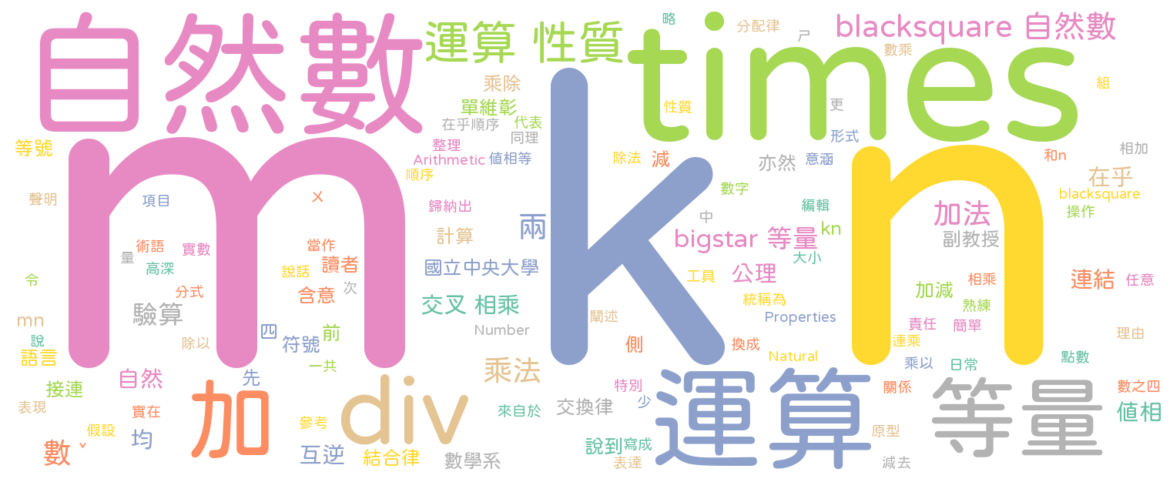 自然數
運算 性質
times
blacksquare 自然數
略
分配律
ㄕ
數乘
組
乘除
單維彰
在乎順序
代表
同理
性質
更
形式
相加
等號
整理
Arithmetic
值相等
順序
除法
減
亦然
意涵
和n
在乎
blacksquare
操作
m
k
n
聲明
項目
ㄨ
歸納出
計算
兩
數字
中
編輯
kn
加法
副教授
術語
實數
量
高深
當作
說話
讀者
國立中央大學
bigstar 等量
大小
公理
工具
令
分式
含意
次
交叉 相乘
統稱為
加減
相乘
熟練
連結
任意
mn
驗算
說
除以
四
符號
前
Number
闡述
Properties
責任
簡單
運乘
理由
語言
一共
側
換成
Natural
乘以
日常
點數
接連
自然
先
乘法
特別
少
關係
數之四
表現
實在
加
div
來自於
交換律
運算
等量
值相
假設
均
參考
數
ˇ
互逆
結合律
數學系
說到
寫成
表達
原型
減去